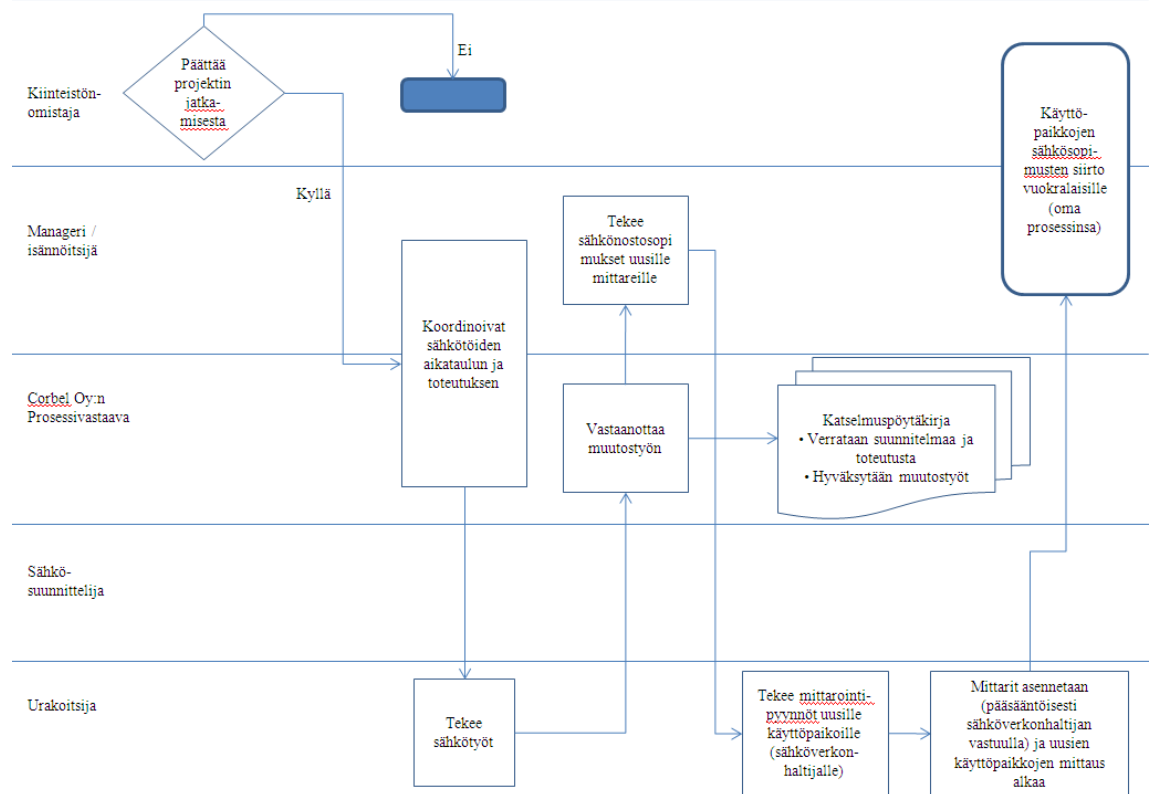 Ei
Päättää
projektin
jatka-
misesta
Kiinteistön-
omistaja
Käyttö-
paikkojen
sähkösopi-
musten siirto
vuokralaisille
(oma
prosessinsa)
Kyllä
Manageri /
isännöitsijä
Tekee
sähkönostosopi
mukset uusille
mittareille
Koordinoivat
sähkötöiden
aikataulun ja
toteutuksen
Corbel Oy:n
Prosessivastaava
Vastaanottaa
muutostyön
Katselmuspöytäkirja
• Verrataan suunnitelmaa ja
toteutusta
• Hyväksytään muutostyöt
Sähkö-
suunnittelija
Urakoitsija
Tekee
sähkötyöt
Tekee mittarointi-
pyynnöt uusille
käyttöpaikoille
(sähköverkon-
haltijalle)
Mittarit asennetaan
(pääsääntöisesti
sähköverkonhaltijan
vastuulla) ja uusien
käyttöpaikkojen mittaus
alkaa